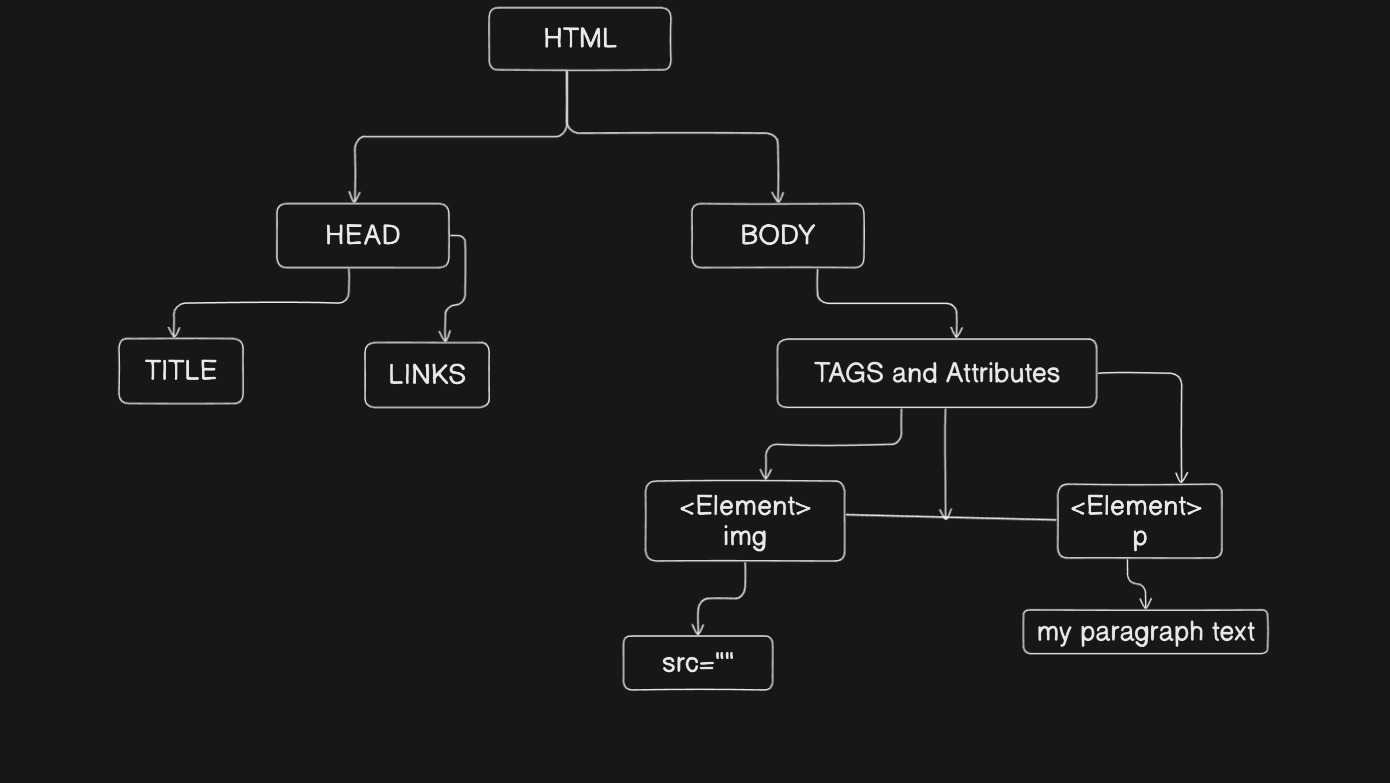 HTML
HEAD
BODY
TITLE
LINKS
TAGS and Attributes
<Element>
img
<Element>
p
my paragraph text
src=""